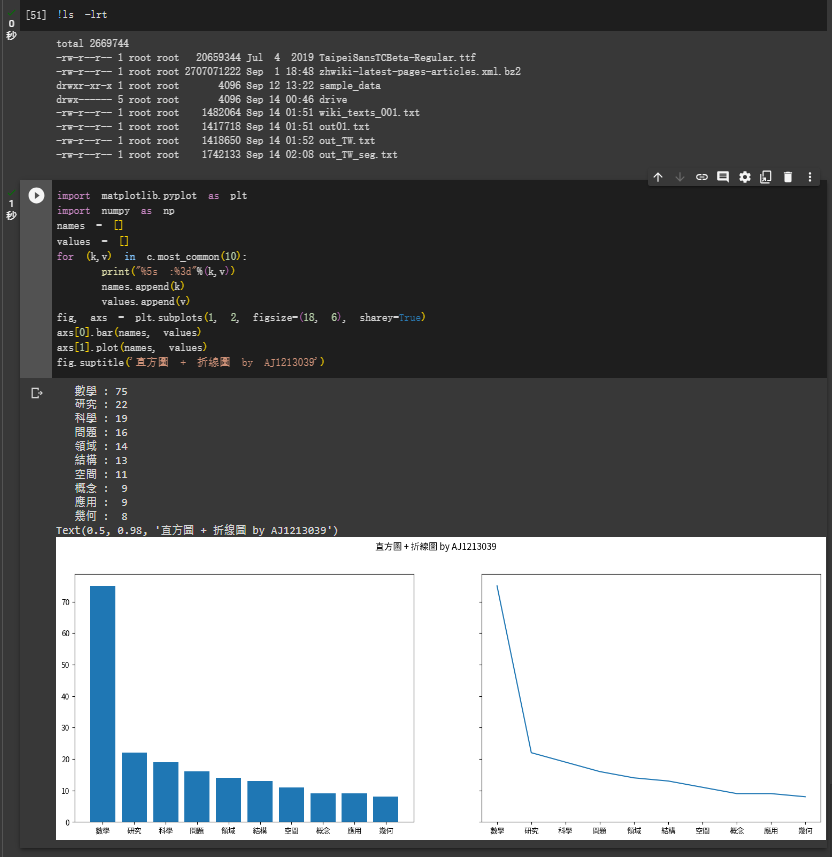 [51] !ls -lrt
0
秒
total 2669744
-rw-r--r-- 1 root root 20659344 Jul 4 2019 TaipeiSansTCBeta-Regular.ttf
-rw-r--r-- 1 root root 2707071222 Sep 1 18:48 zhwiki-latest-pages-articles.xml.bz2
drwxr-xr-x 1 root root 4096 Sep 12 13:22 sample_data
drwx------ 5 root root 4096 Sep 14 00:46 drive
-rw-r--r-- 1 root root 1482064 Sep 14 01:51 wiki_texts_001.txt
-rw-r--r-- 1 root root 1417718 Sep 14 01:51 out01.txt
-rw-r--r-- 1 root root 1418650 Sep 14 01:52 out_TW.txt
-rw-r--r-- 1 root root 1742133 Sep 14 02:08 out_TW_seg.txt
1
秒
import matplotlib.pyplot as plt
import numpy as np
names = []
values = []
for (k,v) in c.most_common(10):
print("%5s :%3d"%(k,v))
names.append(k)
values.append(v)
fig, axs = plt.subplots(1, 2, figsize=(18, 6), sharey=True)
axs[0].bar(names, values)
axs[1].plot(names, values)
fig.suptitle('直方圖 + 折線圖 by AJ1213039')
數學 : 75
研究 : 22
科學 : 19
問題 : 16
領域 : 14
結構 : 13
空間 : 11
概念 : 9
應用 : 9
幾何 : 8
Text(0.5, 0.98, '直方圖 + 折線圖 by AJ1213039')
直方圖 + 折線圖 by AJ1213039
70
60
50
40
30
20
10
0
數學 研究 科學 問題 領域 結構 空間 概念 應用 幾何
數學 研究 科學 問題 領域 結構 空間 概念 應用 幾何